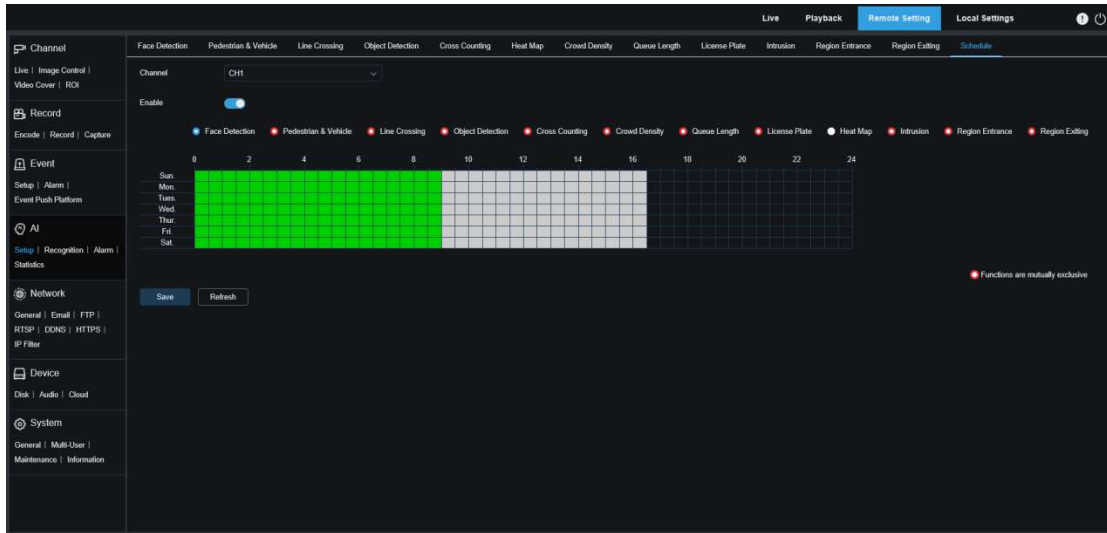 Live Playback Remote Setting Local Settings
Channel
Live | Image Control |
Video Cover | ROI
Record
Encode | Record | Capture
Event
Setup | Alarm |
Event Push Platform
AI
Setup | Recognition | Alarm |
Statistics
Network
General | Email | FTP |
RTSP | DDNS | HTTPS |
IP Filter
Device
Disk | Audio | Cloud
System
General | Multi-User |
Maintenance | Information
Face Detection Pedestrian & Vehicle Line Crossing Object Detection Cross Counting Heat Map Crowd Density Queue Length License Plate Intrusion Region Entrance Region Exiting Schedule
Channel CH1
Enable
Face Detection Pedestrian & Vehicle Line Crossing Object Detection Cross Counting Crowd Density Queue Length License Plate Heat Map Intrusion Region Entrance Region Exiting
0 2 4 6 8 10 12 14 16 18 20 22 24
Sun.
Mon.
Tues.
Wed.
Thur.
Fri.
Sat.
Functions are mutually exclusive
Save Refresh